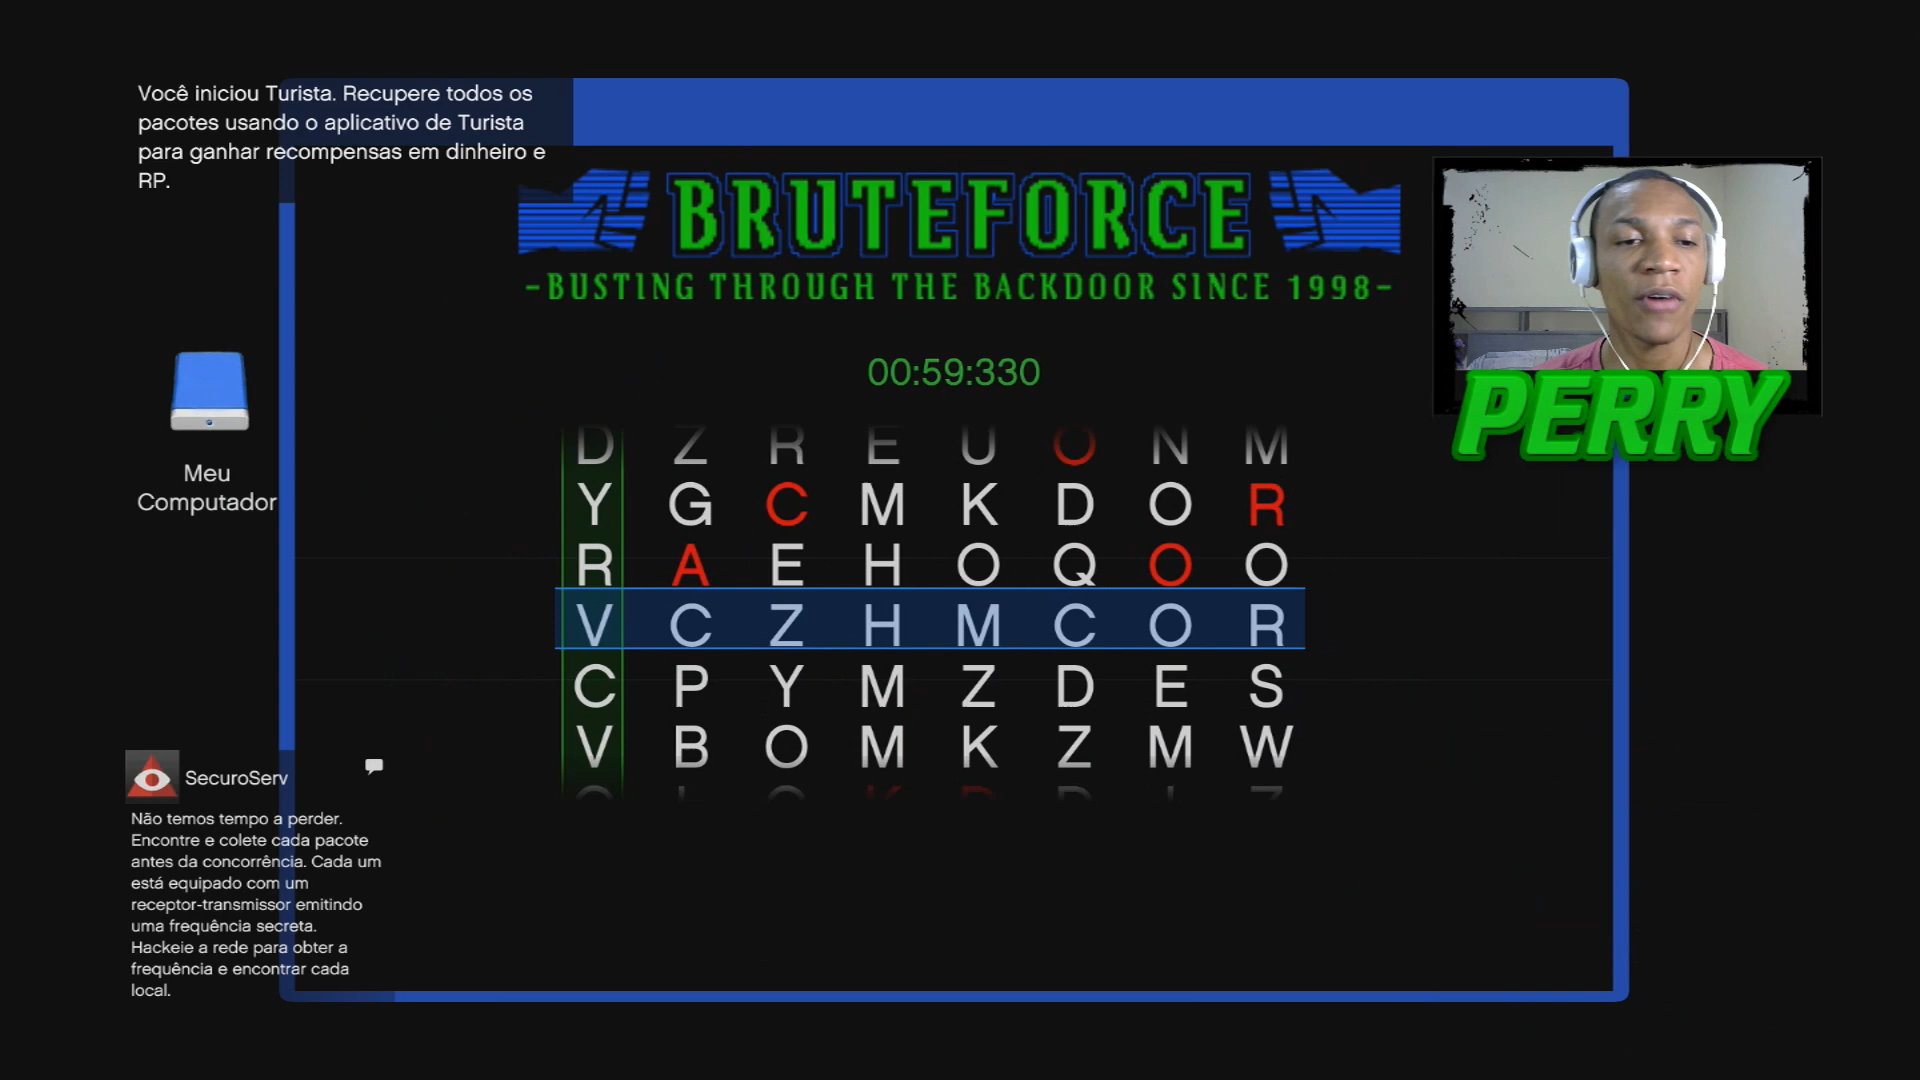 Você iniciou Turista. Recupere todos os
pacotes usando o aplicativo de Turista
para ganhar recompensas em dinheiro e
RP.
BRUTEFORCE
-BUSTING THROUGH THE BACKDOOR SINCE 1998-
PERRY
00:59:330
D Z R E U O N M
Y G C M K D O R
R A E H O Q O O
V C Z H M C O R
C P Y M Z D E S
V B O M K Z M W
Meu
Computador
SecuroServ
Não temos tempo a perder.
Encontre e colete cada pacote
antes da concorrência. Cada um
está equipado com um
receptor-transmissor emitindo
uma frequência secreta.
Hackeie a rede para obter a
frequência e encontrar cada
local.